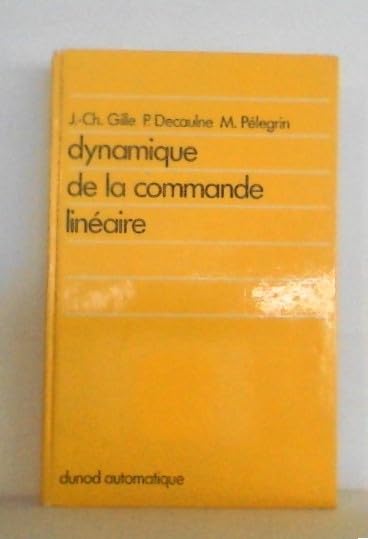 J.-Ch. Gille P. Decaulne M. Pélegrin
dynamique
de la commande
linéaire
dunod automatique